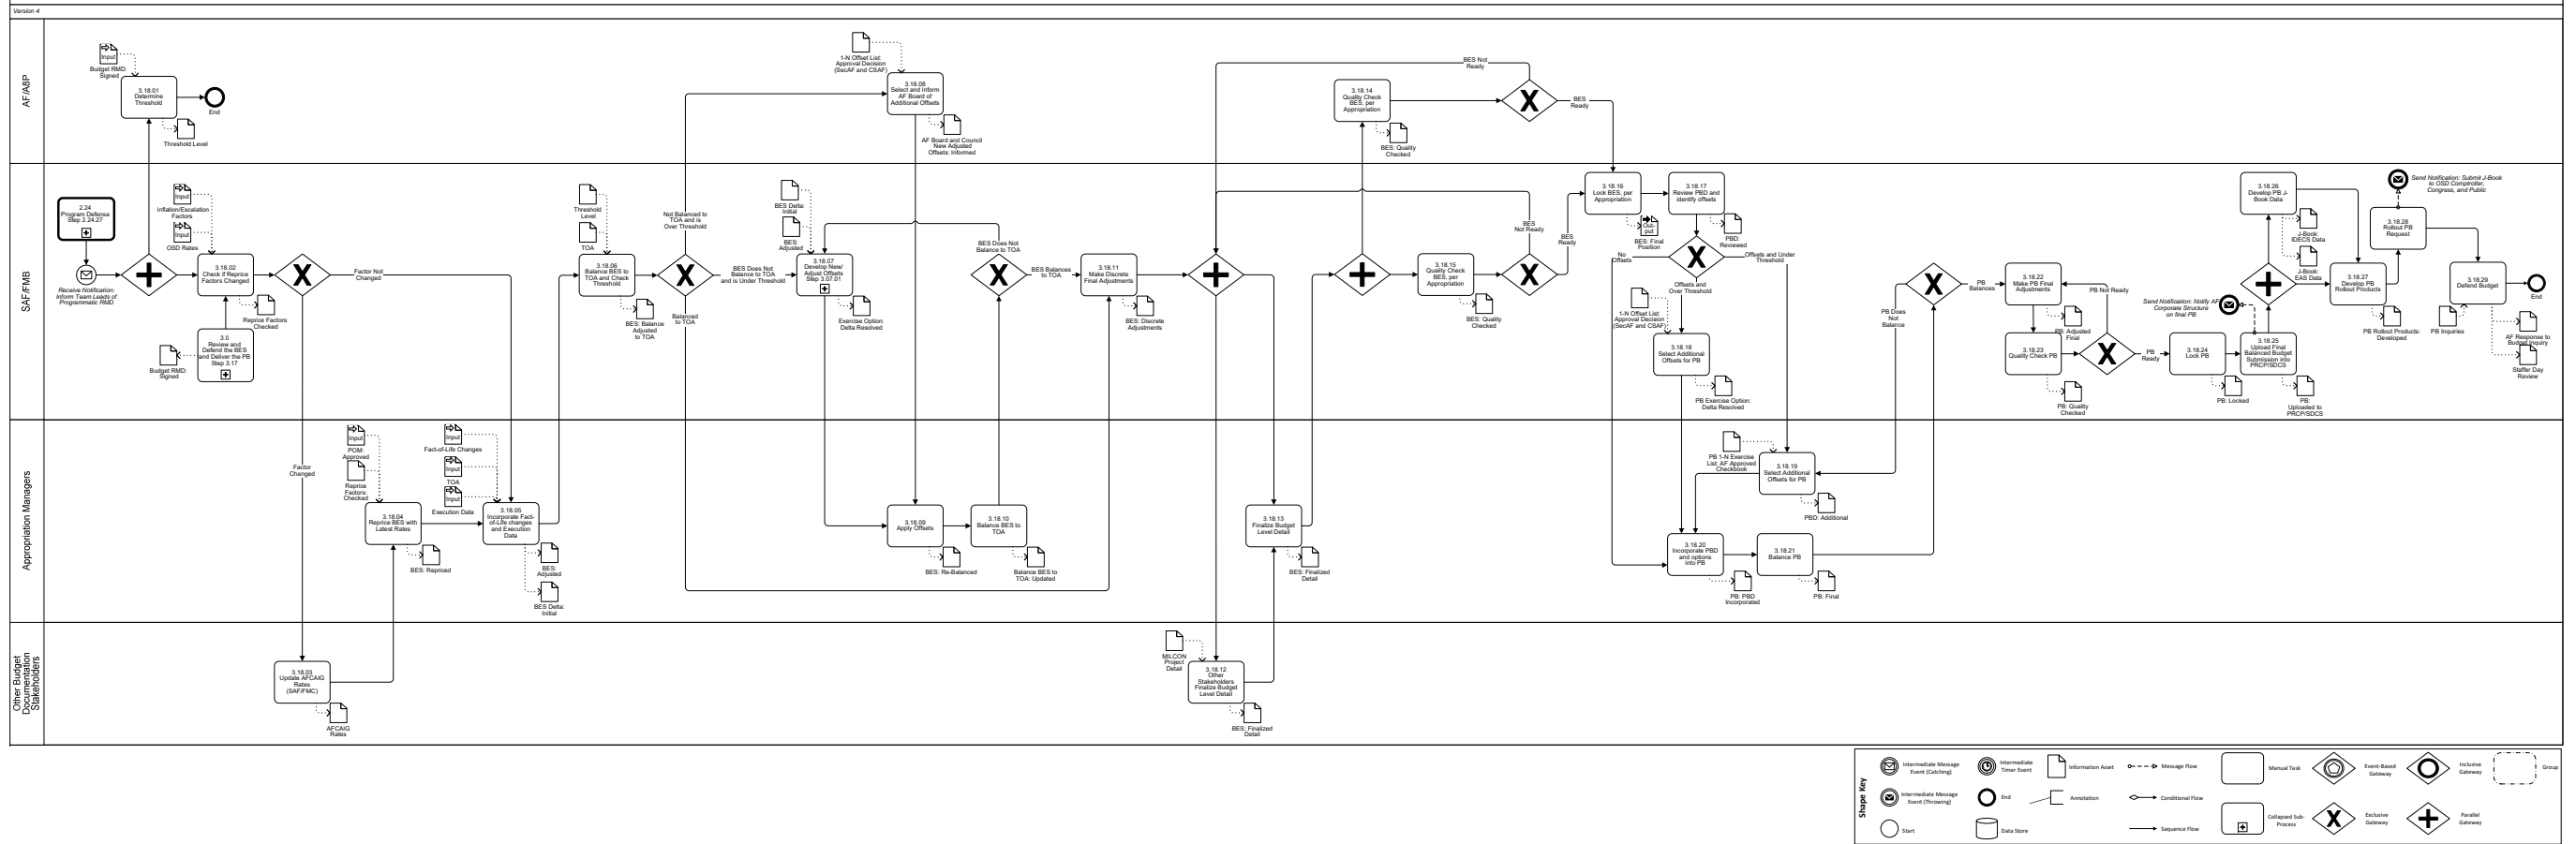 Version 4
AF/A8P
Input
Budget RMD:
Signed
3.18.01
Determine
Threshold
End
Threshold Level
1-N Offset List:
Approval Decision
(SecAF and CSAF)
3.18.08
Select and Inform
AF Board of
Additional Offsets
AF Board and Council
New Adjusted
Offsets: Informed
BES Not
Ready
3.18.14
Quality Check
BES, per
Appropriation
BES: Quality
Checked
BES
Ready
SAF/FMB
2.24
Program Defense
Step 2.24.27
Receive Notification:
Inform Team Leads of
Programmatic RMD
Input
Inflation/Escalation
Factors
Input
OSD Rates
3.18.02
Check if Reprice
Factors Changed
Reprice Factors:
Checked
3.0
Review and
Defend the BES
and Deliver the PB
Step 3.17
Budget RMD:
Signed
Factor Not
Changed
Threshold
Level
TOA
3.18.06
Balance BES to
TOA and Check
Threshold
BES: Balance
Adjusted
to TOA
Not Balanced to
TOA and is
Over Threshold
BES Does Not
Balance to TOA
and is Under Threshold
Balanced
to TOA
BES Delta:
Initial
BES:
Adjusted
3.18.07
Develop New/
Adjust Offsets
Step 3.07.01
Exercise Option:
Delta Resolved
BES Does Not
Balance to TOA
BES Balances
to TOA
3.18.11
Make Discrete
Final Adjustments
BES: Discrete
Adjustments
3.18.15
Quality Check
BES, per
Appropriation
BES: Quality
Checked
BES
Not Ready
BES
Ready
3.18.16
Lock BES, per
Appropriation
Out-
put
BES: Final
Position
3.18.17
Review PBD and
identify offsets
PBD:
Reviewed
No
Offsets
Offsets and Under
Threshold
Offsets and
Over Threshold
1-N Offset List:
Approval Decision
(SecAF and CSAF)
3.18.18
Select Additional
Offsets for PB
PB Exercise Option:
Delta Resolved
PB Does
Not
Balance
PB
Balances
3.18.22
Make PB Final
Adjustments
PB: Adjusted
Final
PB Not Ready
3.18.23
Quality Check PB
PB: Quality
Checked
PB
Ready
3.18.24
Lock PB
PB: Locked
Send Notification: Notify AF
Corporate Structure
on final PB
3.18.25
Upload Final
Balanced Budget
Submission into
PRCP/SDCS
PB:
Uploaded to
PRCP/SDCS
3.18.26
Develop PB J-
Book Data
J-Book:
IDECS Data
J-Book:
EAS Data
3.18.27
Develop PB
Rollout Products
PB Rollout Products:
Developed
Send Notification: Submit J-Book
to OSD Comptroller,
Congress, and Public
3.18.28
Rollout PB
Request
3.18.29
Defend Budget
PB Inquiries
End
AF Response to
Budget Inquiry
Staffer Day
Review
Appropriation Managers
Factor
Changed
Input
POM:
Approved
Reprice
Factors:
Checked
3.18.04
Reprice BES with
Latest Rates
BES: Repriced
Input
Fact-of-Life Changes
Input
TOA
Input
Execution Data
3.18.05
Incorporate Fact-
of-Life changes
and Execution
Data
BES:
Adjusted
BES Delta:
Initial
3.18.09
Apply Offsets
BES: Re-Balanced
3.18.10
Balance BES to
TOA
Balance BES to
TOA: Updated
3.18.13
Finalize Budget
Level Detail
BES: Finalized
Detail
PB 1-N Exercise
List, AF Approved
Checkbook
3.18.19
Select Additional
Offsets for PB
PBD: Additional
3.18.20
Incorporate PBD
and options
into PB
PB: PBD
Incorporated
3.18.21
Balance PB
PB: Final
Other Budget
Documentation
Stakeholders
3.18.03
Update AFCAIG
Rates
(SAF/FMC)
AFCAIG
Rates
MILCON
Project
Detail
3.18.12
Other
Stakeholders
Finalize Budget
Level Detail
BES: Finalized
Detail
Shape Key
Intermediate Message
Event (Catching)
Intermediate
Timer Event
Information Asset
Message Flow
Manual Task
Event-Based
Gateway
Inclusive
Gateway
Group
Intermediate Message
Event (Throwing)
End
Annotation
Conditional Flow
Start
Data Store
Sequence Flow
Collapsed Sub-
Process
Exclusive
Gateway
Parallel
Gateway